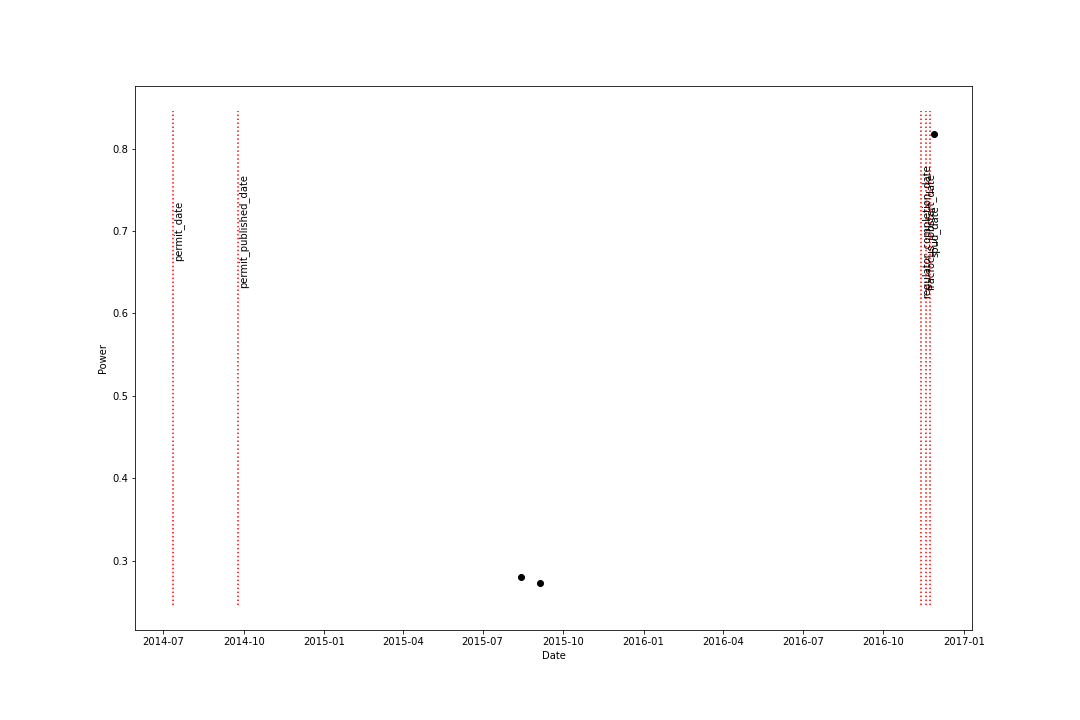 0.8
0.7
0.6
0.5
0.4
0.3
Power
permit_date
permit_published_date
regulator_completion_date
spud_date
2014-07
2014-10
2015-01
2015-04
2015-07
2015-10
2016-01
2016-04
2016-07
2016-10
2017-01
Date